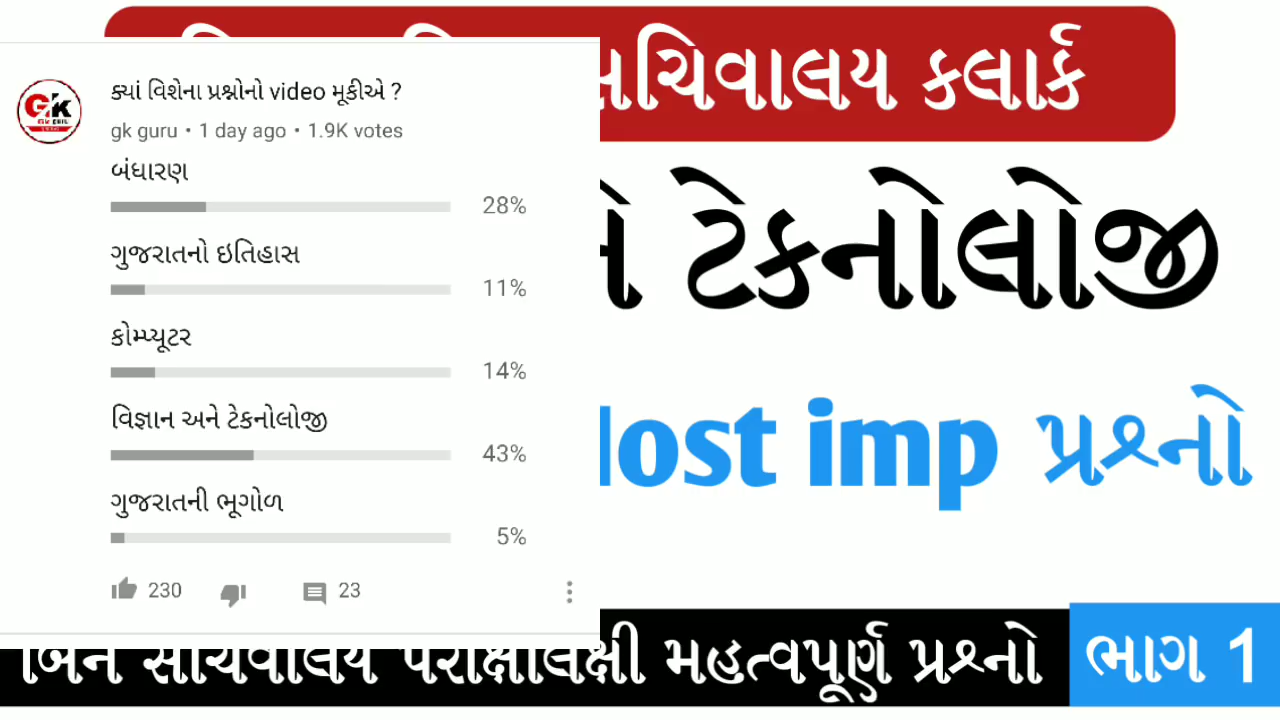 સચિવાલય કલાર્ક
ક્યાં વિશેના પ્રશ્નોનો video મૂકીએ ?
gk guru • 1 day ago • 1.9K votes
બંધારણ
28%
ગુજરાતનો ઇતિહાસ
11%
કોમ્પ્યૂટર
14%
વિજ્ઞાન અને ટેકનોલોજી
43%
ગુજરાતની ભૂગોળ
5%
230
23
ટેકનોલોજી
imp પ્રશ્નો
બિન સચિવાલય પરીક્ષાલક્ષી મહત્વપૂર્ણ પ્રશ્નો
ભાગ 1